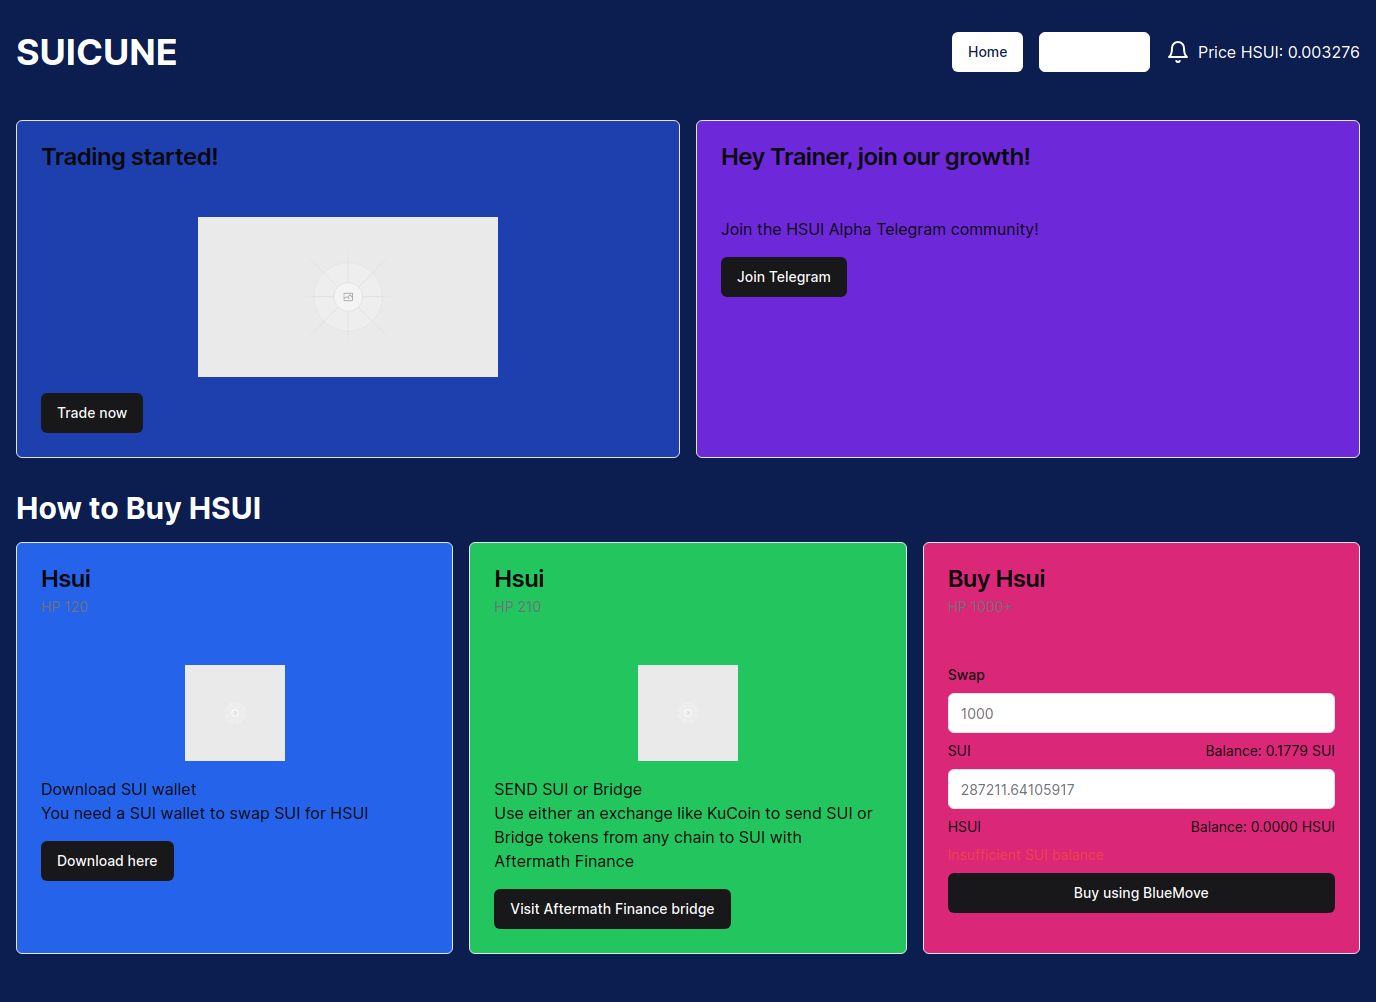 SUICUNE
Home
Price HSUI: 0.003276
Trading started!
Trade now
Hey Trainer, join our growth!
Join the HSUI Alpha Telegram community!
Join Telegram
How to Buy HSUI
Hsui
HP 120
Download SUI wallet
You need a SUI wallet to swap SUI for HSUI
Download here
Hsui
HP 210
SEND SUI or Bridge
Use either an exchange like KuCoin to send SUI or
Bridge tokens from any chain to SUI with
Aftermath Finance
Visit Aftermath Finance bridge
Buy Hsui
HP 1000+
Swap
1000
SUI Balance: 0.1779 SUI
287211.64105917
HSUI Balance: 0.0000 HSUI
Insufficient SUI balance
Buy using BlueMove